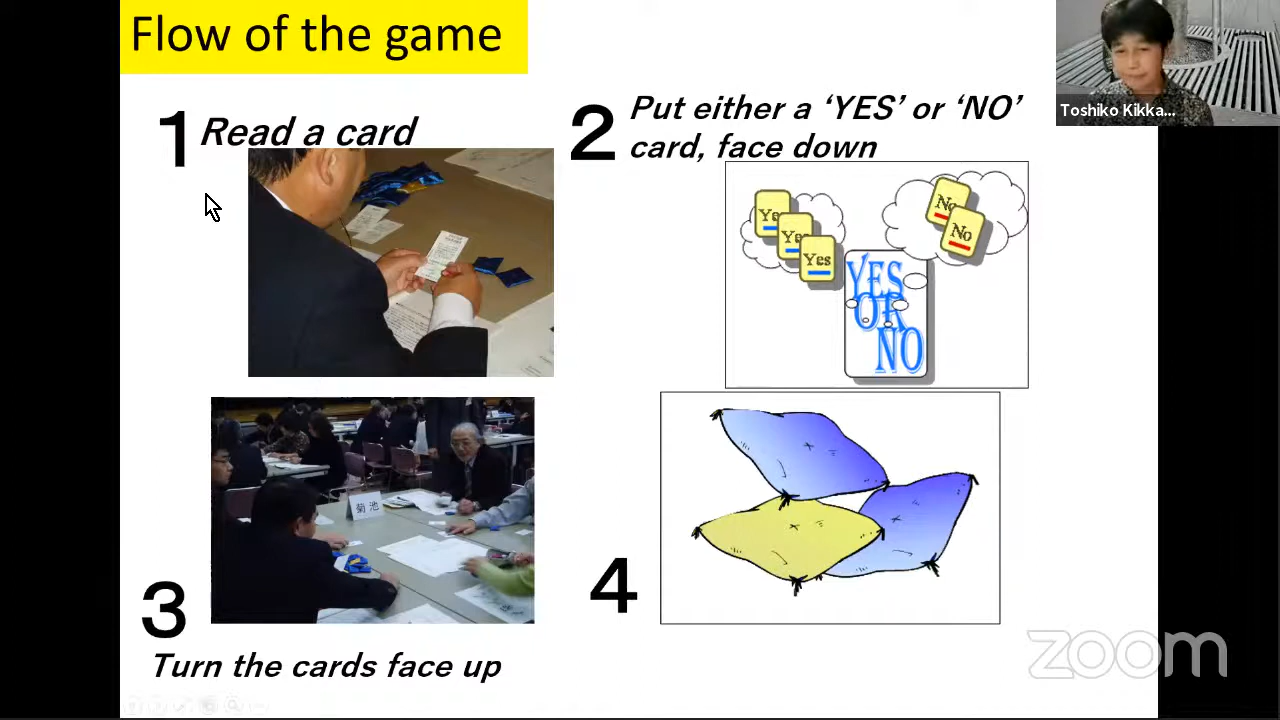 Flow of the game
Toshiko Kikka...
1
Read a card
2
Put either a ‘YES’ or ‘NO’
card, face down
Yes
Yes
Yes
No
No
YES
OR
NO
菊池
3
Turn the cards face up
4
zoom